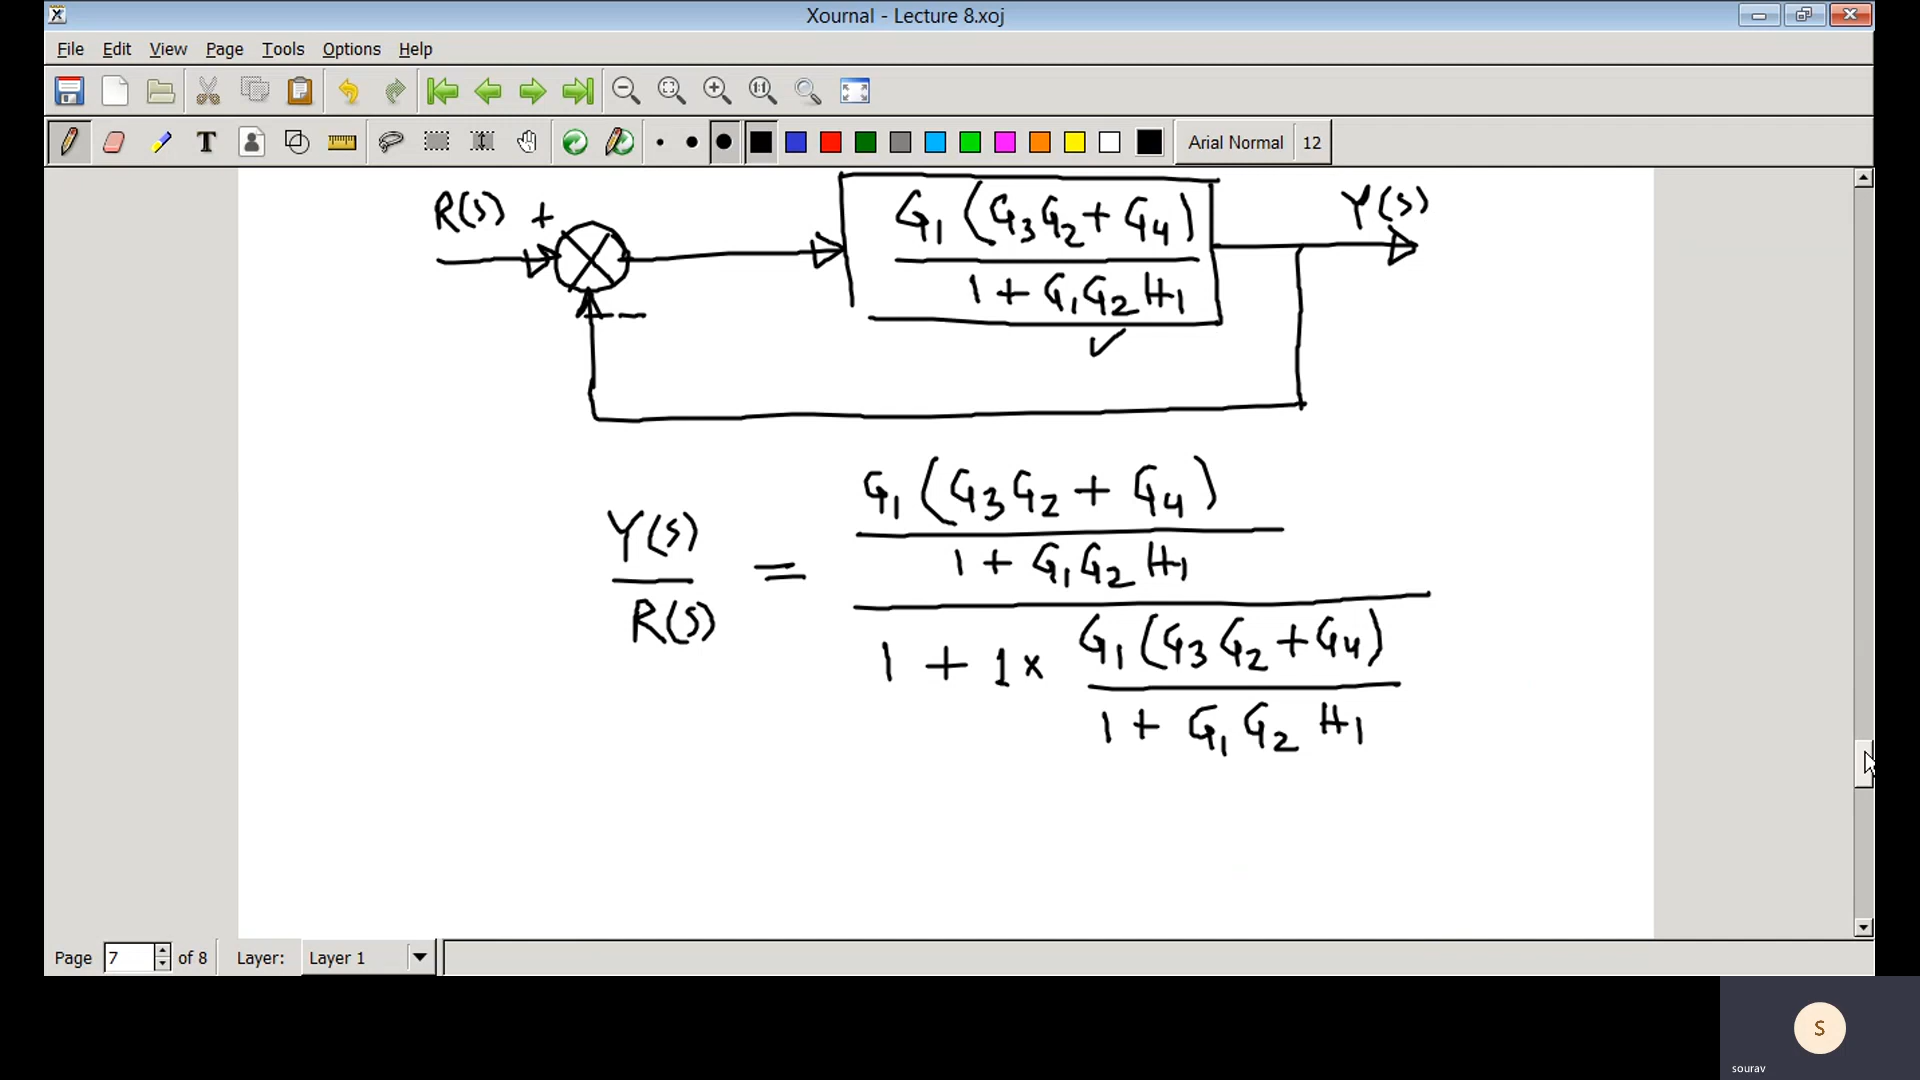 Xournal - Lecture 8.xoj
File Edit View Page Tools Options Help
T Arial Normal 12
R(s) + G₁ (G₃G₂ + G₄) Y(s)
1 + G₁G₂H₁
−
✓
G₁ (G₃G₂ + G₄)
Y(s) = 1 + G₁G₂H₁
R(s) 1 + 1 × G₁ (G₃G₂ + G₄)
1 + G₁G₂H₁
Page 7 of 8 Layer: Layer 1
S
sourav